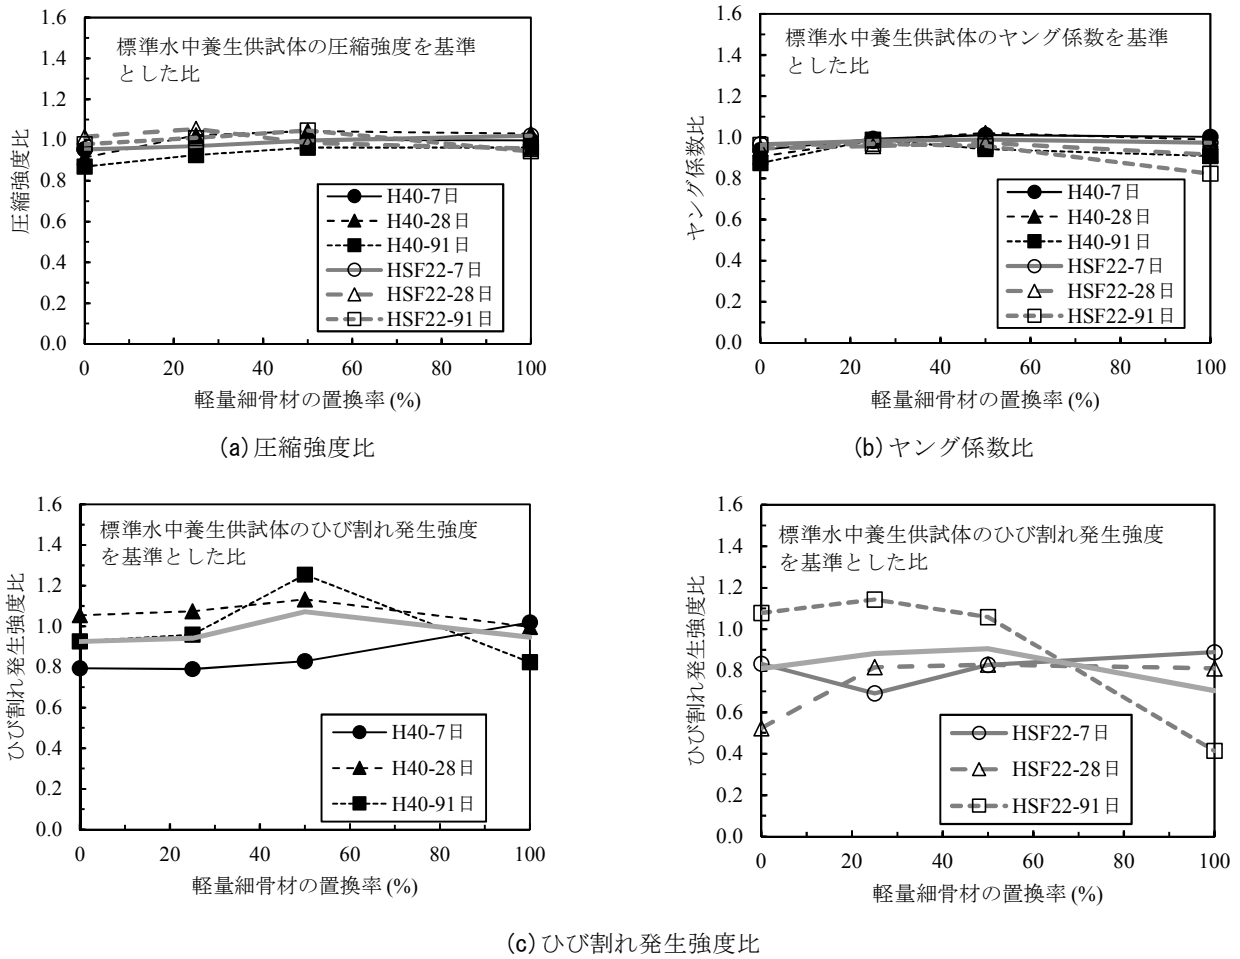 標準水中養生供試体の圧縮強度を基準
とした比
圧縮強度比
1.6
1.4
1.2
1.0
0.8
0.6
0.4
0.2
0.0
H40-7日
H40-28日
H40-91日
HSF22-7日
HSF22-28日
HSF22-91日
0 20 40 60 80 100
軽量細骨材の置換率(%)
(a)圧縮強度比
標準水中養生供試体のヤング係数を基準
とした比
ヤング係数比
1.6
1.4
1.2
1.0
0.8
0.6
0.4
0.2
0.0
H40-7日
H40-28日
H40-91日
HSF22-7日
HSF22-28日
HSF22-91日
0 20 40 60 80 100
軽量細骨材の置換率(%)
(b)ヤング係数比
標準水中養生供試体のひび割れ発生強度
を基準とした比
ひび割れ発生強度比
1.6
1.4
1.2
1.0
0.8
0.6
0.4
0.2
0.0
H40-7日
H40-28日
H40-91日
0 20 40 60 80 100
軽量細骨材の置換率(%)
標準水中養生供試体のひび割れ発生強度
を基準とした比
ひび割れ発生強度比
1.6
1.4
1.2
1.0
0.8
0.6
0.4
0.2
0.0
HSF22-7日
HSF22-28日
HSF22-91日
0 20 40 60 80 100
軽量細骨材の置換率(%)
(c)ひび割れ発生強度比